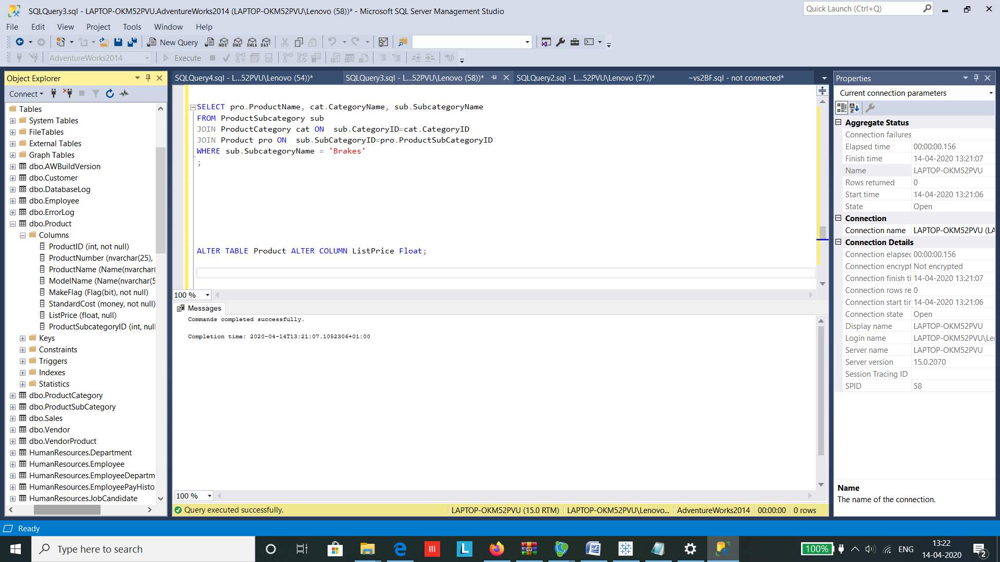 SQLQuery3.sql - LAPTOP-OKM52PVU.AdventureWorks2014 (LAPTOP-OKM52PVU\Lenovo (58))* - Microsoft SQL Server Management Studio
Quick Launch (Ctrl+Q)
File Edit View Project Tools Window Help
New Query
MDX DMX XMLA DAX
AdventureWorks2014
Execute
Object Explorer
Connect
Tables
System Tables
FileTables
External Tables
Graph Tables
dbo.AWBuildVersion
dbo.Customer
dbo.DatabaseLog
dbo.Employee
dbo.ErrorLog
dbo.Product
Columns
ProductID (int, not null)
ProductNumber (nvarchar(25),
ProductName (Name(nvarchar(
ModelName (Name(nvarchar(5
MakeFlag (Flag(bit), not null)
StandardCost (money, not null)
ListPrice (float, null)
ProductSubcategoryID (int, null
Keys
Constraints
Triggers
Indexes
Statistics
dbo.ProductCategory
dbo.ProductSubCategory
dbo.Sales
dbo.Vendor
dbo.VendorProduct
HumanResources.Department
HumanResources.Employee
HumanResources.EmployeeDepartm
HumanResources.EmployeePayHisto
HumanResources.JobCandidate
SQLQuery4.sql - L...52PVU\Lenovo (54))*
SQLQuery3.sql - L...52PVU\Lenovo (58))*
SQLQuery2.sql - L...52PVU\Lenovo (57))*
~vs2BF.sql - not connected*
SELECT pro.ProductName, cat.CategoryName, sub.SubcategoryName
FROM ProductSubcategory sub
JOIN ProductCategory cat ON sub.CategoryID=cat.CategoryID
JOIN Product pro ON sub.SubCategoryID=pro.ProductSubCategoryID
WHERE sub.SubcategoryName = 'Brakes'
;
ALTER TABLE Product ALTER COLUMN ListPrice Float;
100 %
Messages
Commands completed successfully.
Completion time: 2020-04-14T13:21:07.1052306+01:00
100 %
Query executed successfully.
LAPTOP-OKM52PVU (15.0 RTM)
LAPTOP-OKM52PVU\Lenovo...
AdventureWorks2014
00:00:00
0 rows
Properties
Current connection parameters
Aggregate Status
Connection failures
Elapsed time 00:00:00.156
Finish time 14-04-2020 13:21:07
Name LAPTOP-OKM52PVU
Rows returned 0
Start time 14-04-2020 13:21:06
State Open
Connection
Connection name LAPTOP-OKM52PVU (LA
Connection Details
Connection elapsed 00:00:00.156
Connection encrypt Not encrypted
Connection finish ti 14-04-2020 13:21:07
Connection rows re 0
Connection start tir 14-04-2020 13:21:06
Connection state Open
Display name LAPTOP-OKM52PVU
Login name LAPTOP-OKM52PVU\Le
Server name LAPTOP-OKM52PVU
Server version 15.0.2070
Session Tracing ID
SPID 58
Name
The name of the connection.
Ready
Type here to search
L
100%
ENG
13:22
14-04-2020
2